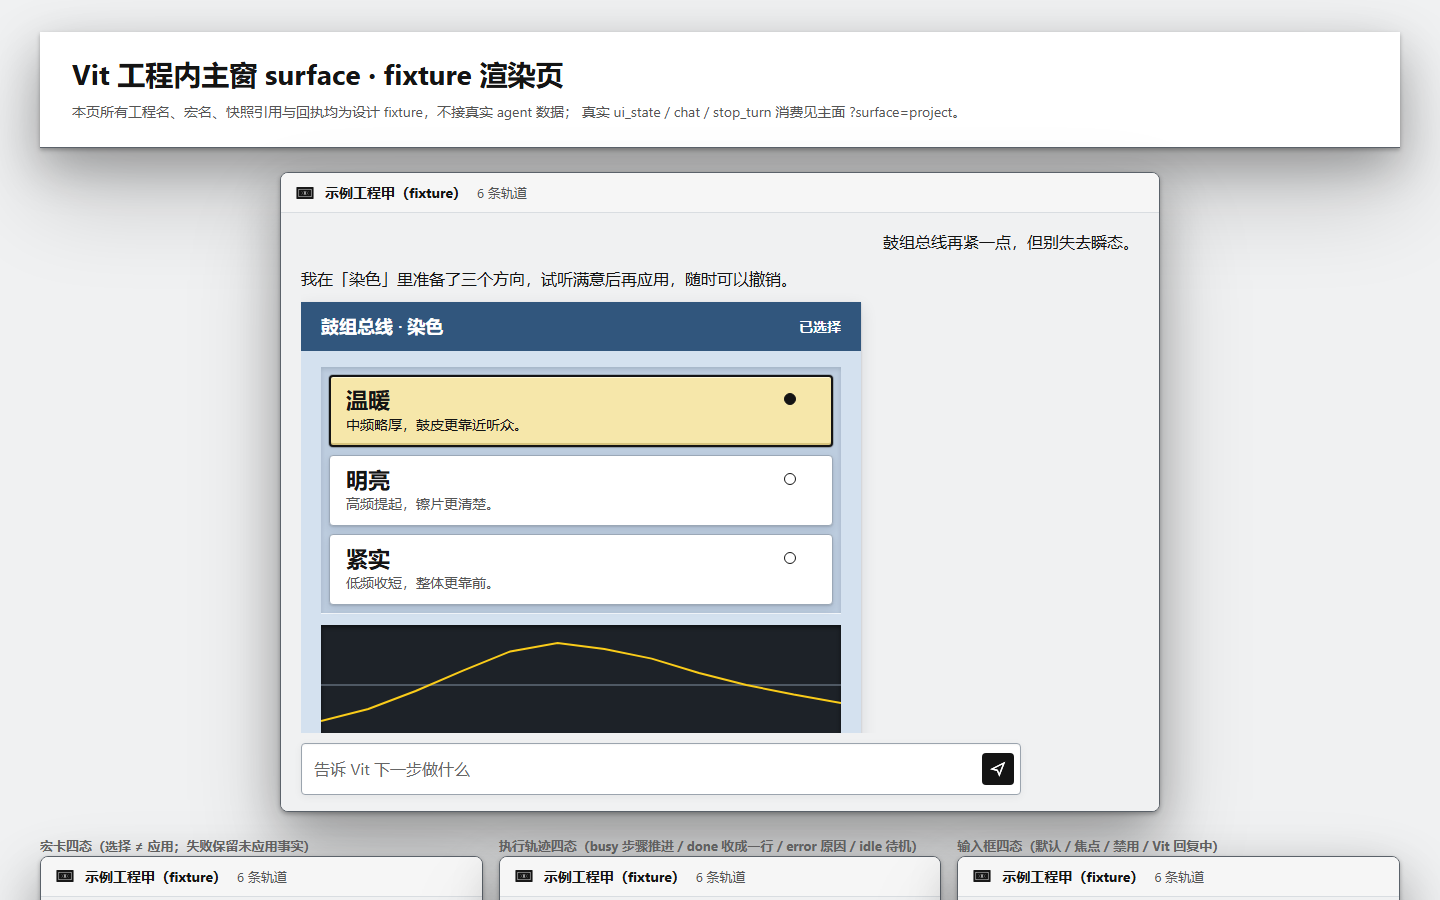 Vit 工程内主窗 surface · fixture 渲染页
本页所有工程名、宏名、快照引用与回执均为设计 fixture，不接真实 agent 数据； 真实 ui_state / chat / stop_turn 消费见主面 ?surface=project。
示例工程甲（fixture） 6 条轨道
鼓组总线再紧一点，但别失去瞬态。
我在「染色」里准备了三个方向，试听满意后再应用，随时可以撤销。
鼓组总线 · 染色 已选择
温暖
中频略厚，鼓皮更靠近听众。
明亮
高频提起，镲片更清楚。
紧实
低频收短，整体更靠前。
告诉 Vit 下一步做什么
宏卡四态（选择 ≠ 应用；失败保留未应用事实）
示例工程甲（fixture） 6 条轨道
执行轨迹四态（busy 步骤推进 / done 收成一行 / error 原因 / idle 待机）
示例工程甲（fixture） 6 条轨道
输入框四态（默认 / 焦点 / 禁用 / Vit 回复中）
示例工程甲（fixture） 6 条轨道